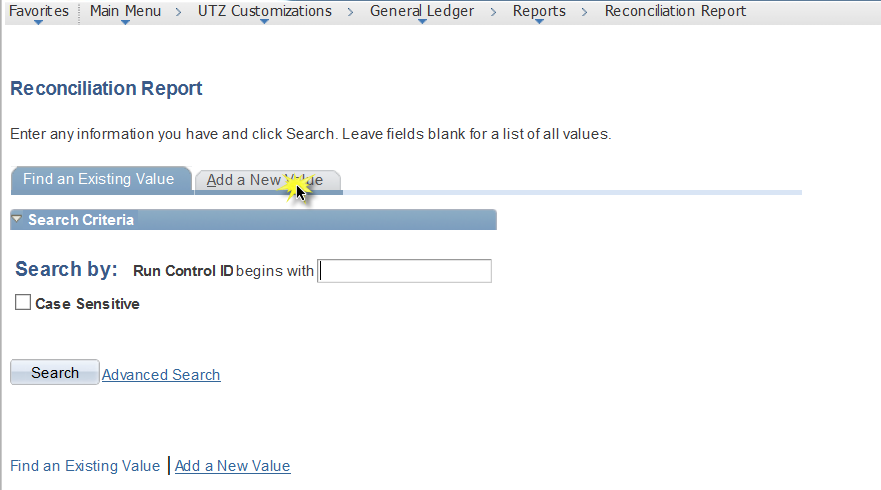 Favorites Main Menu > UTZ Customizations > General Ledger > Reports > Reconciliation Report
Reconciliation Report
Enter any information you have and click Search. Leave fields blank for a list of all values.
Find an Existing Value Add a New Value
Search Criteria
Search by: Run Control ID begins with
Case Sensitive
Search Advanced Search
Find an Existing Value | Add a New Value